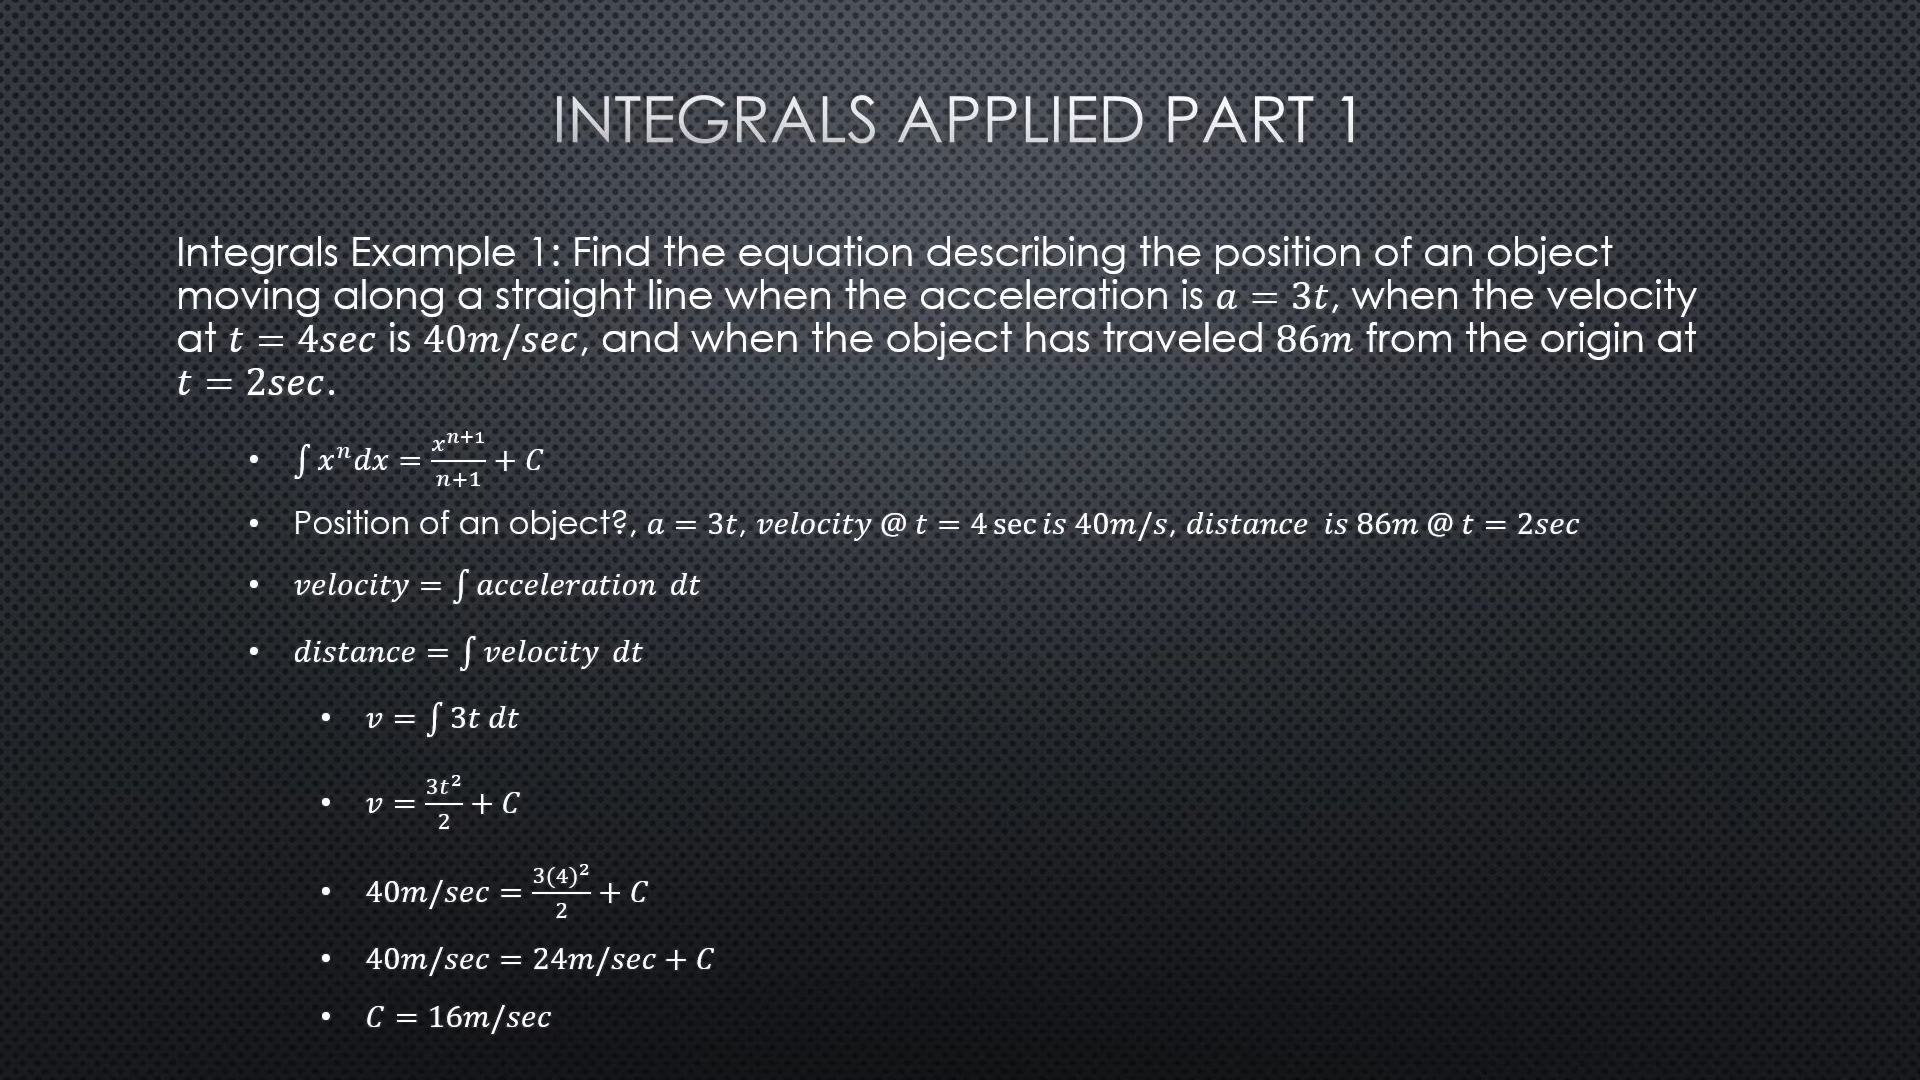 INTEGRALS APPLIED PART 1
Integrals Example 1: Find the equation describing the position of an object
moving along a straight line when the acceleration is a = 3t, when the velocity
at t = 4sec is 40m/sec, and when the object has traveled 86m from the origin at
t = 2sec.
• ∫ xⁿdx = xⁿ⁺¹/n+1 + C
• Position of an object?, a = 3t, velocity @ t = 4 sec is 40m/s, distance is 86m @ t = 2sec
• velocity = ∫ acceleration dt
• distance = ∫ velocity dt
• v = ∫ 3t dt
• v = 3t²/2 + C
• 40m/sec = 3(4)²/2 + C
• 40m/sec = 24m/sec + C
• C = 16m/sec